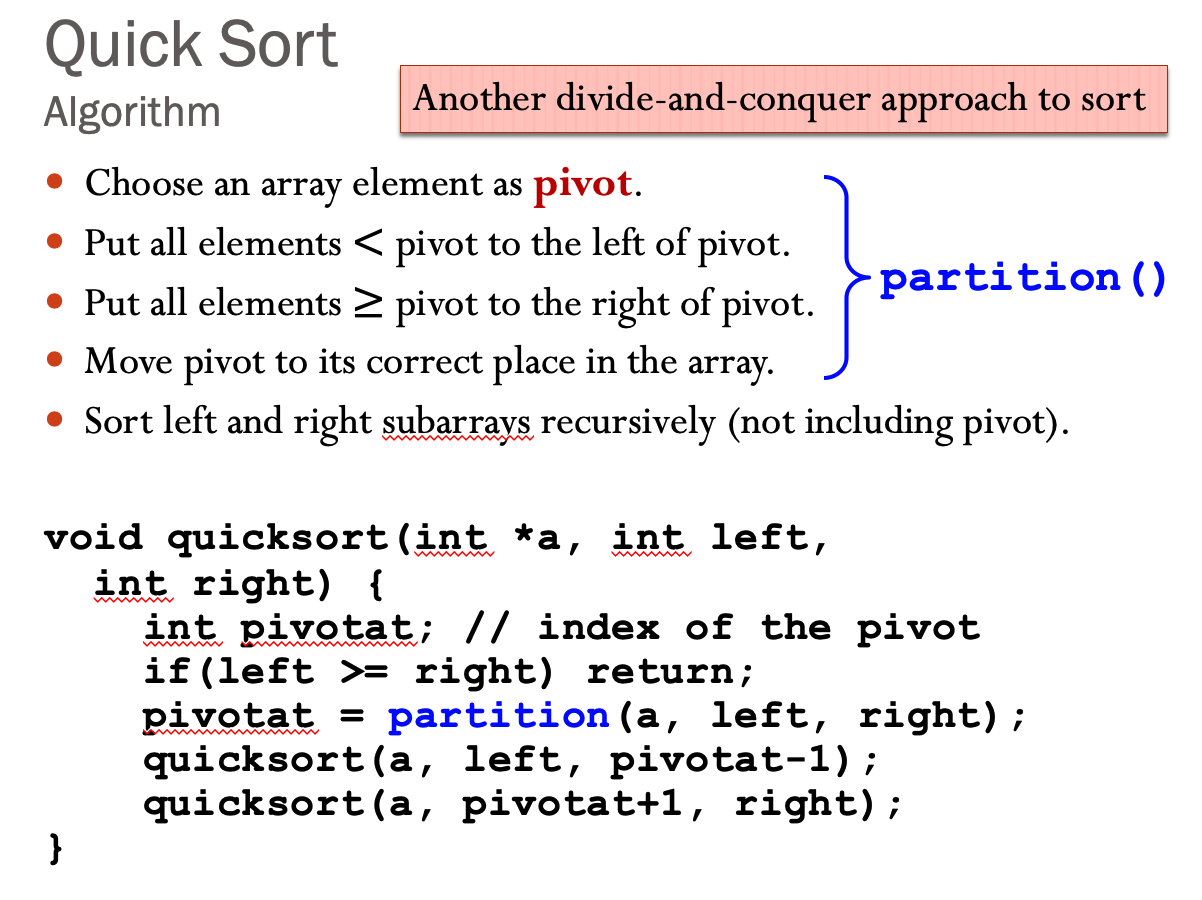 Quick Sort
Algorithm
Another divide-and-conquer approach to sort
• Choose an array element as pivot.
• Put all elements < pivot to the left of pivot.
• Put all elements ≥ pivot to the right of pivot.
• Move pivot to its correct place in the array.
partition()
• Sort left and right subarrays recursively (not including pivot).
void quicksort(int *a, int left,
  int right) {
    int pivotat; // index of the pivot
    if(left >= right) return;
    pivotat = partition(a, left, right);
    quicksort(a, left, pivotat-1);
    quicksort(a, pivotat+1, right);
}